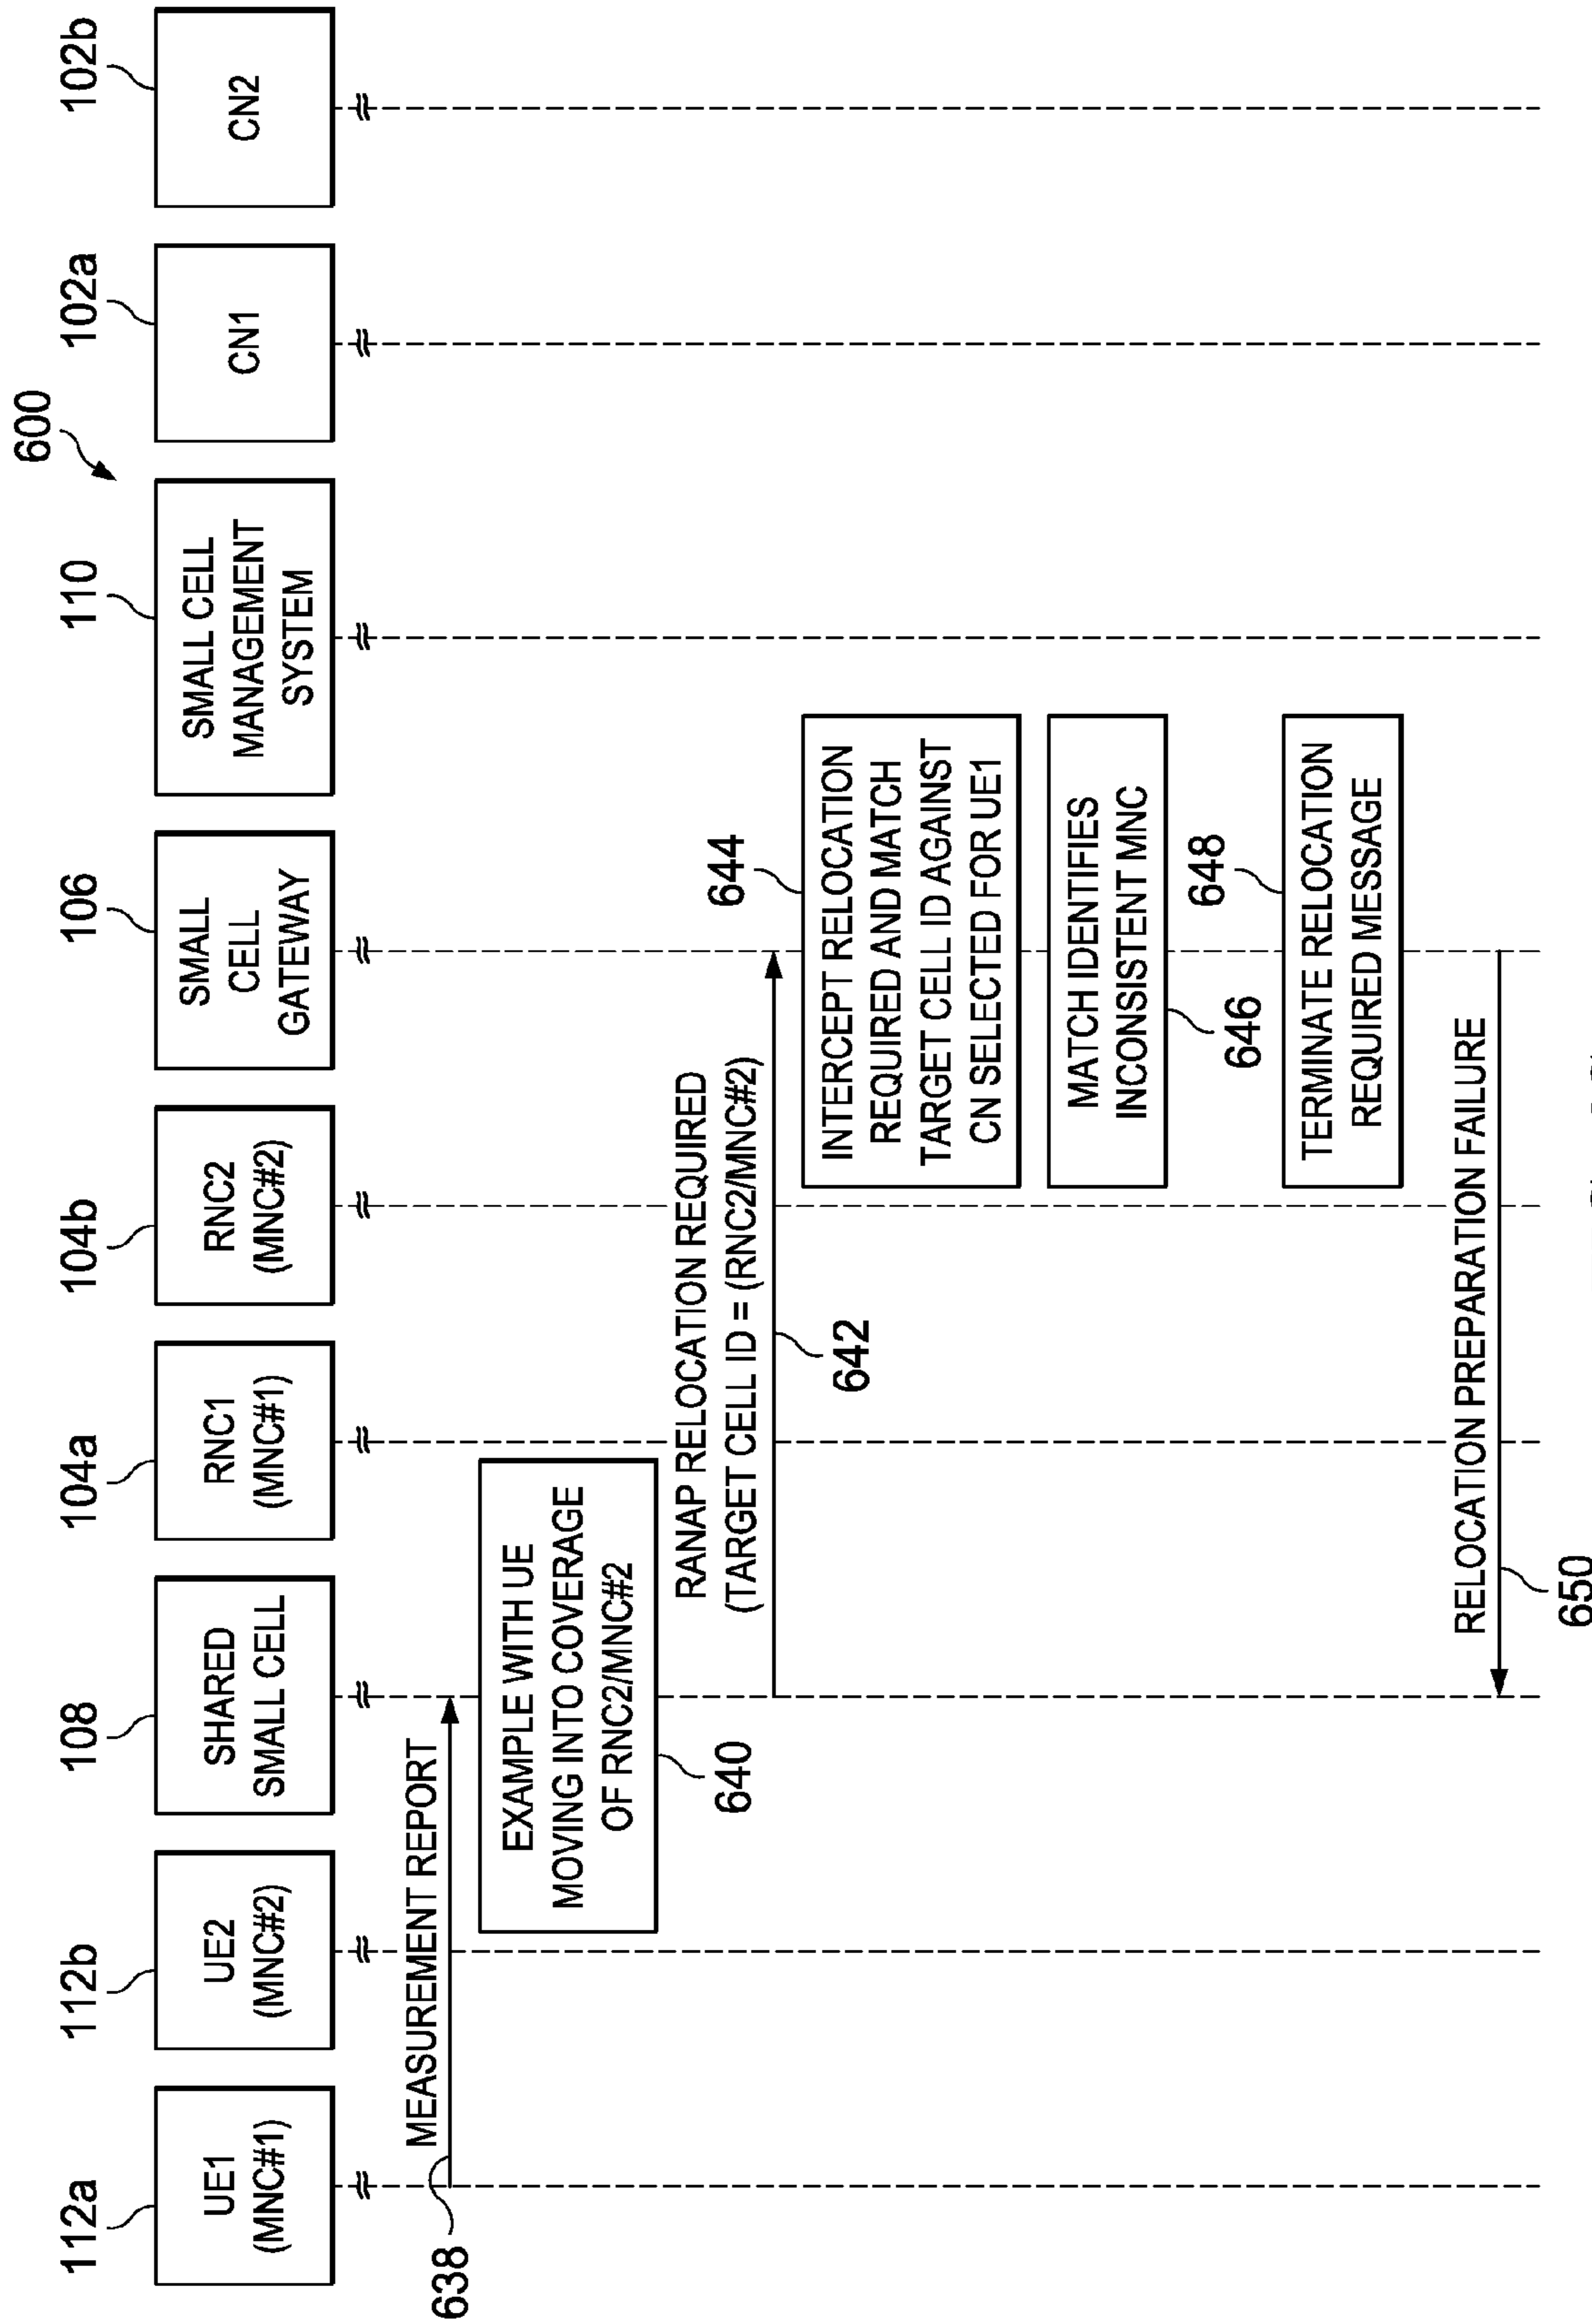 600
112a
112b
108
104a
104b
106
110
102a
102b
UE1
(MNC#1)
UE2
(MNC#2)
SHARED
SMALL CELL
RNC1
(MNC#1)
RNC2
(MNC#2)
SMALL
CELL
GATEWAY
SMALL CELL
MANAGEMENT
SYSTEM
CN1
CN2
MEASUREMENT REPORT
638
EXAMPLE WITH UE
MOVING INTO COVERAGE
OF RNC2/MNC#2
640
RANAP RELOCATION REQUIRED
(TARGET CELL ID = (RNC2/MNC#2)
642
644
INTERCEPT RELOCATION
REQUIRED AND MATCH
TARGET CELL ID AGAINST
CN SELECTED FOR UE1
MATCH IDENTIFIES
INCONSISTENT MNC
646
648
TERMINATE RELOCATION
REQUIRED MESSAGE
RELOCATION PREPARATION FAILURE
650